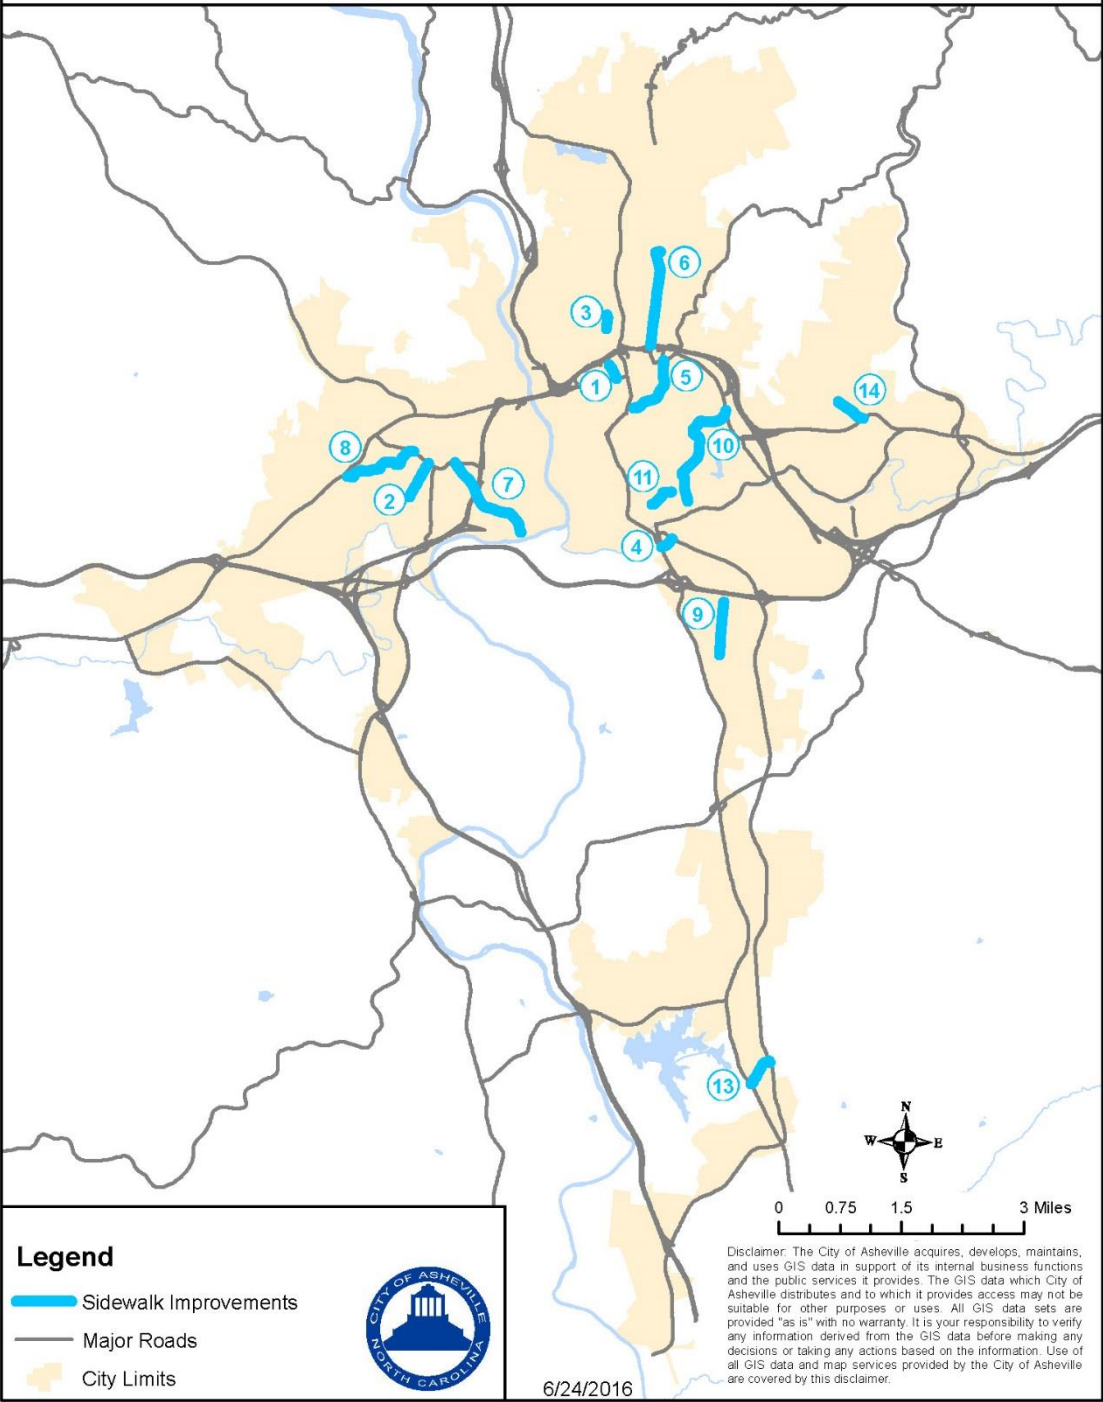 6
3
1
5
14
8
10
2
7
11
4
9
13
N
W
E
S
0 0.75 1.5 3 Miles
Legend
Sidewalk Improvements
Major Roads
City Limits
CITY OF ASHEVILLE
NORTH CAROLINA
6/24/2016
Disclaimer: The City of Asheville acquires, develops, maintains,
and uses GIS data in support of its internal business functions
and the public services it provides. The GIS data which City of
Asheville distributes and to which it provides access may not be
suitable for other purposes or uses. All GIS data sets are
provided "as is" with no warranty. It is your responsibility to verify
any information derived from the GIS data before making any
decisions or taking any actions based on the information. Use of
all GIS data and map services provided by the City of Asheville
are covered by this disclaimer.